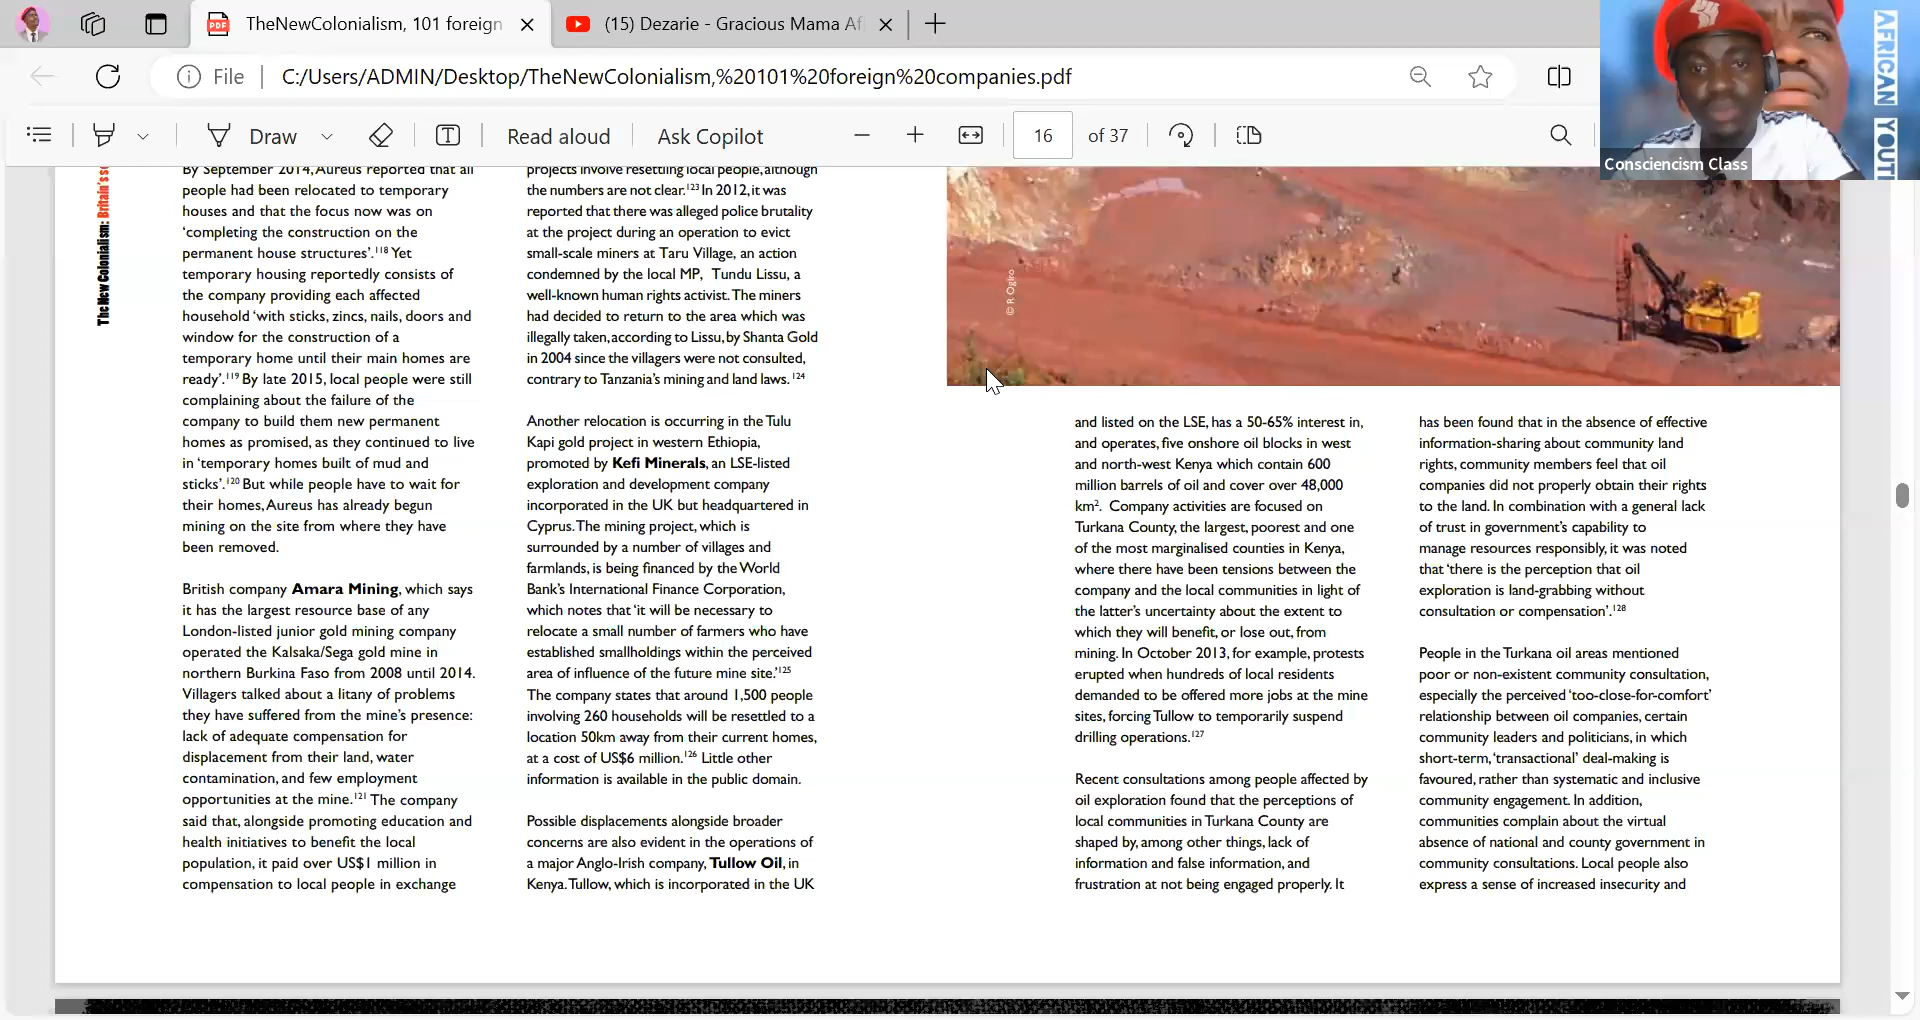 TheNewColonialism, 101 foreign
(15) Dezarie - Gracious Mama Af
File
C:/Users/ADMIN/Desktop/TheNewColonialism,%20101%20foreign%20companies.pdf
Draw
Read aloud
Ask Copilot
16 of 37
Consciencism Class
AFRICAN YOUT
The New Colonialism: Britain's s
By September 2014, Aureus reported that all
people had been relocated to temporary
houses and that the focus now was on
‘completing the construction on the
permanent house structures’.118 Yet
temporary housing reportedly consists of
the company providing each affected
household ‘with sticks, zincs, nails, doors and
window for the construction of a
temporary home until their main homes are
ready’.119 By late 2015, local people were still
complaining about the failure of the
company to build them new permanent
homes as promised, as they continued to live
in ‘temporary homes built of mud and
sticks’.120 But while people have to wait for
their homes, Aureus has already begun
mining on the site from where they have
been removed.
British company Amara Mining, which says
it has the largest resource base of any
London-listed junior gold mining company
operated the Kalsaka/Sega gold mine in
northern Burkina Faso from 2008 until 2014.
Villagers talked about a litany of problems
they have suffered from the mine’s presence:
lack of adequate compensation for
displacement from their land, water
contamination, and few employment
opportunities at the mine.121 The company
said that, alongside promoting education and
health initiatives to benefit the local
population, it paid over US$1 million in
compensation to local people in exchange
projects involve resettling local people, although
the numbers are not clear.123 In 2012, it was
reported that there was alleged police brutality
at the project during an operation to evict
small-scale miners at Taru Village, an action
condemned by the local MP, Tundu Lissu, a
well-known human rights activist. The miners
had decided to return to the area which was
illegally taken, according to Lissu, by Shanta Gold
in 2004 since the villagers were not consulted,
contrary to Tanzania’s mining and land laws.124
Another relocation is occurring in the Tulu
Kapi gold project in western Ethiopia,
promoted by Kefi Minerals, an LSE-listed
exploration and development company
incorporated in the UK but headquartered in
Cyprus. The mining project, which is
surrounded by a number of villages and
farmlands, is being financed by the World
Bank’s International Finance Corporation,
which notes that ‘it will be necessary to
relocate a small number of farmers who have
established smallholdings within the perceived
area of influence of the future mine site.’125
The company states that around 1,500 people
involving 260 households will be resettled to a
location 50km away from their current homes,
at a cost of US$6 million.126 Little other
information is available in the public domain.
Possible displacements alongside broader
concerns are also evident in the operations of
a major Anglo-Irish company, Tullow Oil, in
Kenya. Tullow, which is incorporated in the UK
© R Ogiro
and listed on the LSE, has a 50-65% interest in,
and operates, five onshore oil blocks in west
and north-west Kenya which contain 600
million barrels of oil and cover over 48,000
km². Company activities are focused on
Turkana County, the largest, poorest and one
of the most marginalised counties in Kenya,
where there have been tensions between the
company and the local communities in light of
the latter’s uncertainty about the extent to
which they will benefit, or lose out, from
mining. In October 2013, for example, protests
erupted when hundreds of local residents
demanded to be offered more jobs at the mine
sites, forcing Tullow to temporarily suspend
drilling operations.127
Recent consultations among people affected by
oil exploration found that the perceptions of
local communities in Turkana County are
shaped by, among other things, lack of
information and false information, and
frustration at not being engaged properly. It
has been found that in the absence of effective
information-sharing about community land
rights, community members feel that oil
companies did not properly obtain their rights
to the land. In combination with a general lack
of trust in government’s capability to
manage resources responsibly, it was noted
that ‘there is the perception that oil
exploration is land-grabbing without
consultation or compensation’.128
People in the Turkana oil areas mentioned
poor or non-existent community consultation,
especially the perceived ‘too-close-for-comfort’
relationship between oil companies, certain
community leaders and politicians, in which
short-term, ‘transactional’ deal-making is
favoured, rather than systematic and inclusive
community engagement. In addition,
communities complain about the virtual
absence of national and county government in
community consultations. Local people also
express a sense of increased insecurity and